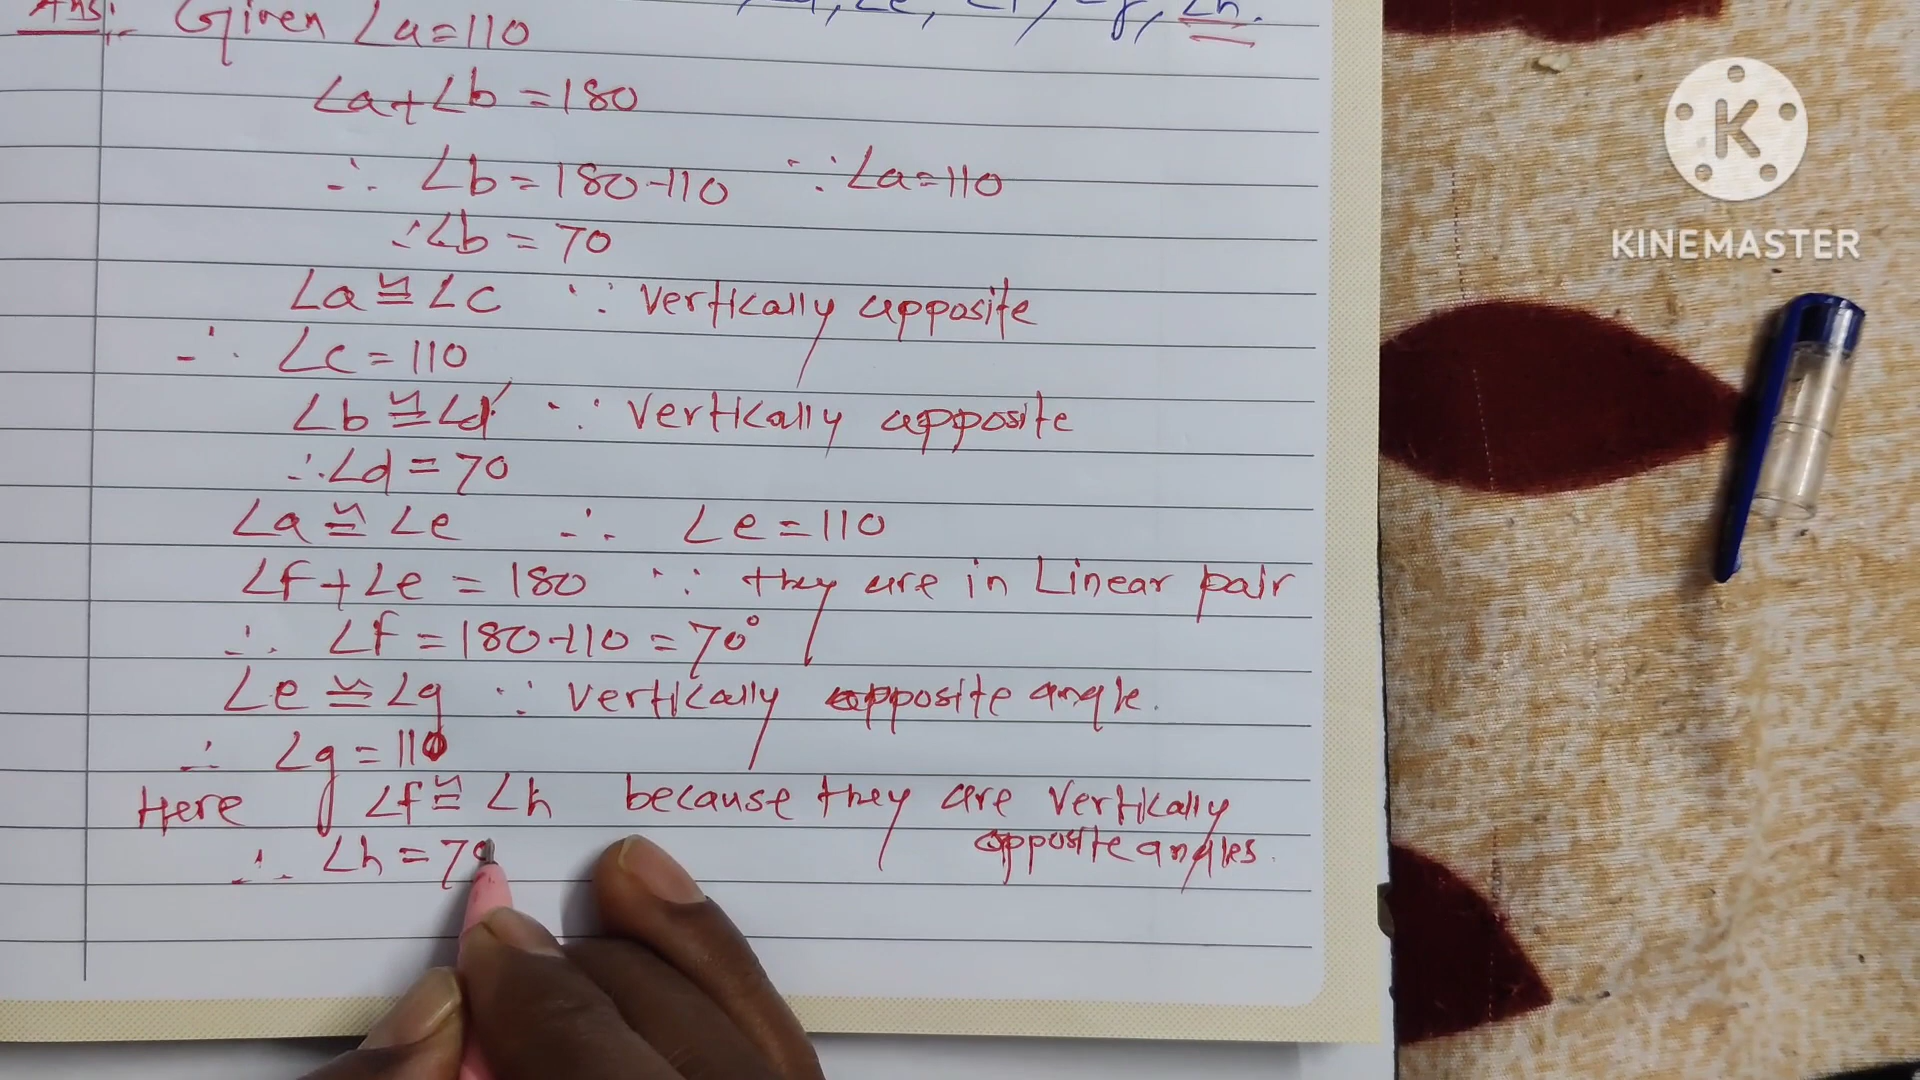 Ans:- Given ∠a=110
∠a+∠b=180
∴ ∠b=180-110 ∵ ∠a=110
∴∠b=70
∠a≅∠c ∵ vertically opposite
∴ ∠c=110
∠b≅∠d ∵ vertically opposite
∴∠d=70
∠a≅∠e ∴ ∠e=110
∠f+∠e=180 ∵ they are in Linear pair
∴ ∠f=180-110=70°
∠e≅∠g ∵ vertically opposite angle.
∴ ∠g=110
Here ∠f≅∠h because they are vertically
opposite angles.
∴ ∠h=70
K
KINEMASTER